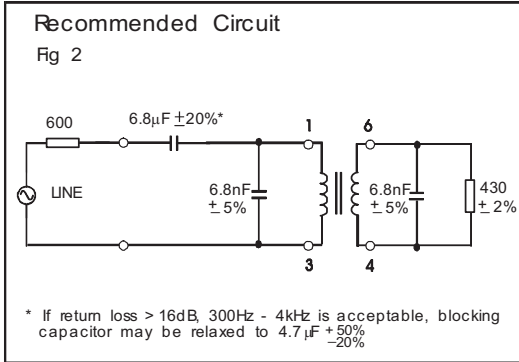 Recommended Circuit
Fig 2
600
6.8µF ±20%*
1
6
LINE
6.8nF
± 5%
6.8nF
± 5%
430
± 2%
3
4
* If return loss > 16dB, 300Hz - 4kHz is acceptable, blocking
capacitor may be relaxed to 4.7 µF +50% −20%